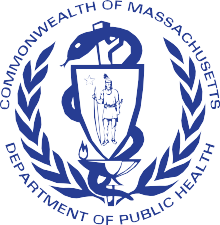 COMMONWEALTH OF MASSACHUSETTS
DEPARTMENT OF PUBLIC HEALTH